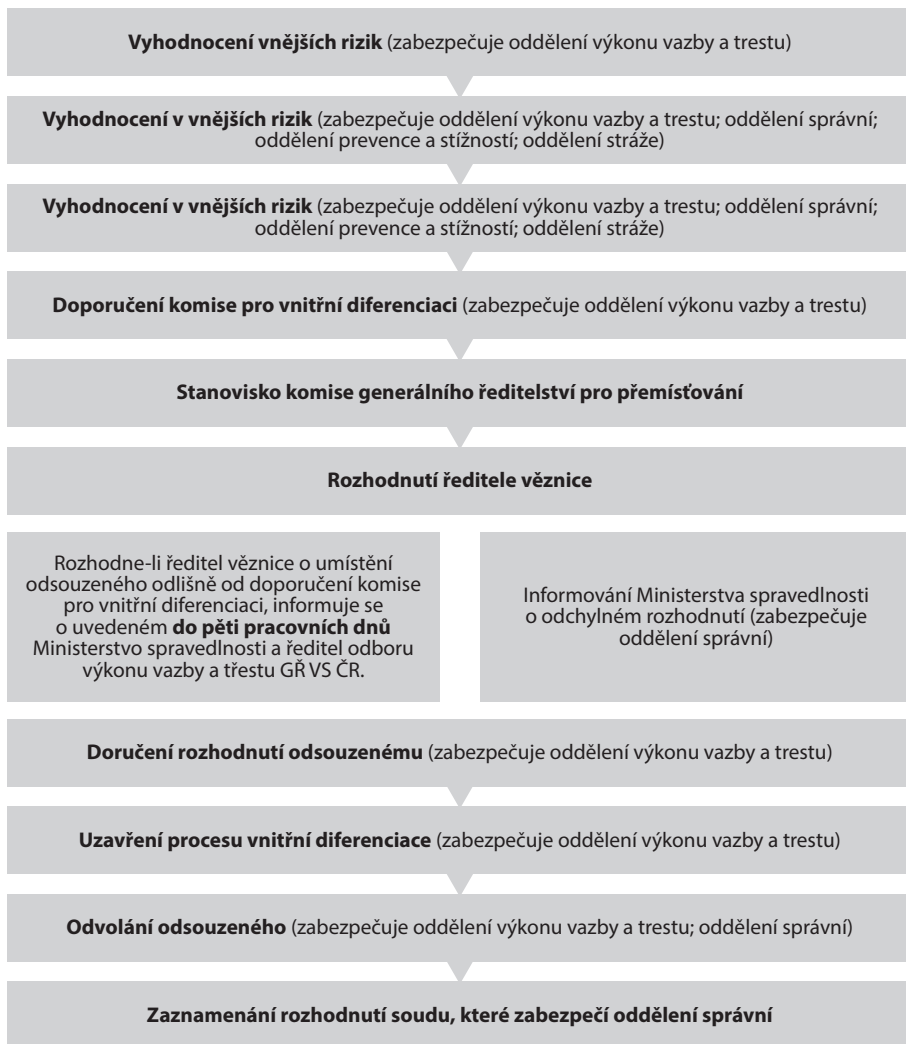 Vyhodnocení vnějších rizik (zabezpečuje oddělení výkonu vazby a trestu)
Vyhodnocení v vnějších rizik (zabezpečuje oddělení výkonu vazby a trestu; oddělení správní;
oddělení prevence a stížností; oddělení stráže)
Vyhodnocení v vnějších rizik (zabezpečuje oddělení výkonu vazby a trestu; oddělení správní;
oddělení prevence a stížností; oddělení stráže)
Doporučení komise pro vnitřní diferenciaci (zabezpečuje oddělení výkonu vazby a trestu)
Stanovisko komise generálního ředitelství pro přemísťování
Rozhodnutí ředitele věznice
Rozhodne-li ředitel věznice o umístění
odsouzeného odlišně od doporučení komise
pro vnitřní diferenciaci, informuje se
o uvedeném do pěti pracovních dnů
Ministerstvo spravedlnosti a ředitel odboru
výkonu vazby a třestu GŘ VS ČR.
Informování Ministerstva spravedlnosti
o odchylném rozhodnutí (zabezpečuje
oddělení správní)
Doručení rozhodnutí odsouzenému (zabezpečuje oddělení výkonu vazby a trestu)
Uzavření procesu vnitřní diferenciace (zabezpečuje oddělení výkonu vazby a trestu)
Odvolání odsouzeného (zabezpečuje oddělení výkonu vazby a trestu; oddělení správní)
Zaznamenání rozhodnutí soudu, které zabezpečí oddělení správní